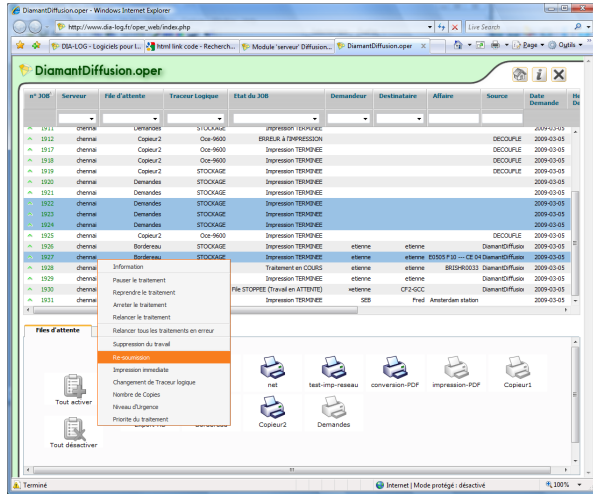 DiamantDiffusion.oper - Windows Internet Explorer
http://www.dia-log.fr/oper_web/index.php
Live Search
DIA-LOG - Logiciels pour l... html link code - Recherch... Module 'serveur' Diffusion... DiamantDiffusion.oper x Page Outils
DiamantDiffusion.oper
n° JOB Serveur File d'attente Traceur Logique Etat du JOB Demandeur Destinataire Affaire Source Date Demande
1911 chennai Demandes STOCKAGE Impression TERMINEE 2009-03-05
1912 chennai Copieur2 Oce-9600 ERREUR à l'IMPRESSION DECOUPLE 2009-03-05
1917 chennai Copieur2 Oce-9600 Impression TERMINEE DECOUPLE 2009-03-05
1918 chennai Copieur2 Oce-9600 Impression TERMINEE DECOUPLE 2009-03-05
1919 chennai Copieur2 STOCKAGE Impression TERMINEE DECOUPLE 2009-03-05
1920 chennai Demandes STOCKAGE Impression TERMINEE 2009-03-05
1921 chennai Demandes STOCKAGE Impression TERMINEE 2009-03-05
1922 chennai Demandes STOCKAGE Impression TERMINEE 2009-03-05
1923 chennai Demandes STOCKAGE Impression TERMINEE 2009-03-05
1924 chennai Demandes STOCKAGE Impression TERMINEE 2009-03-05
1925 chennai Copieur2 Oce-9600 Impression TERMINEE DECOUPLE 2009-03-05
1926 chennai Bordereau STOCKAGE Impression TERMINEE etienne etienne DiamantDiffusion 2009-03-05
1927 chennai Bordereau STOCKAGE Impression TERMINEE etienne etienne E0505 F10 --- CE 04 DiamantDiffusion 2009-03-05
1928 chennai Traitement en COURS etienne etienne BRISHR0033 DiamantDiffusion 2009-03-05
1929 chennai Impression TERMINEE etienne etienne DiamantDiffusion 2009-03-05
1930 chennai File STOPPEE (Travail en ATTENTE) >etienne CF2-GCC DiamantDiffusion 2009-03-05
1931 chennai Impression TERMINEE SEB Fred Amsterdam station 2009-03-05
Information
Pauser le traitement
Reprendre le traitement
Arreter le traitement
Relancer le traitement
Relancer tous les traitements en erreur
Suppression du travail
Re-soumission
Impression immediate
Changement de Traceur logique
Nombre de Copies
Niveau d'Urgence
Priorite du traitement
Files d'attente
net test-imp-reseau conversion-PDF impression-PDF Copieur1
Tout activer
Copieur2 Demandes
Tout désactiver
Terminé Internet | Mode protégé : désactivé 100%